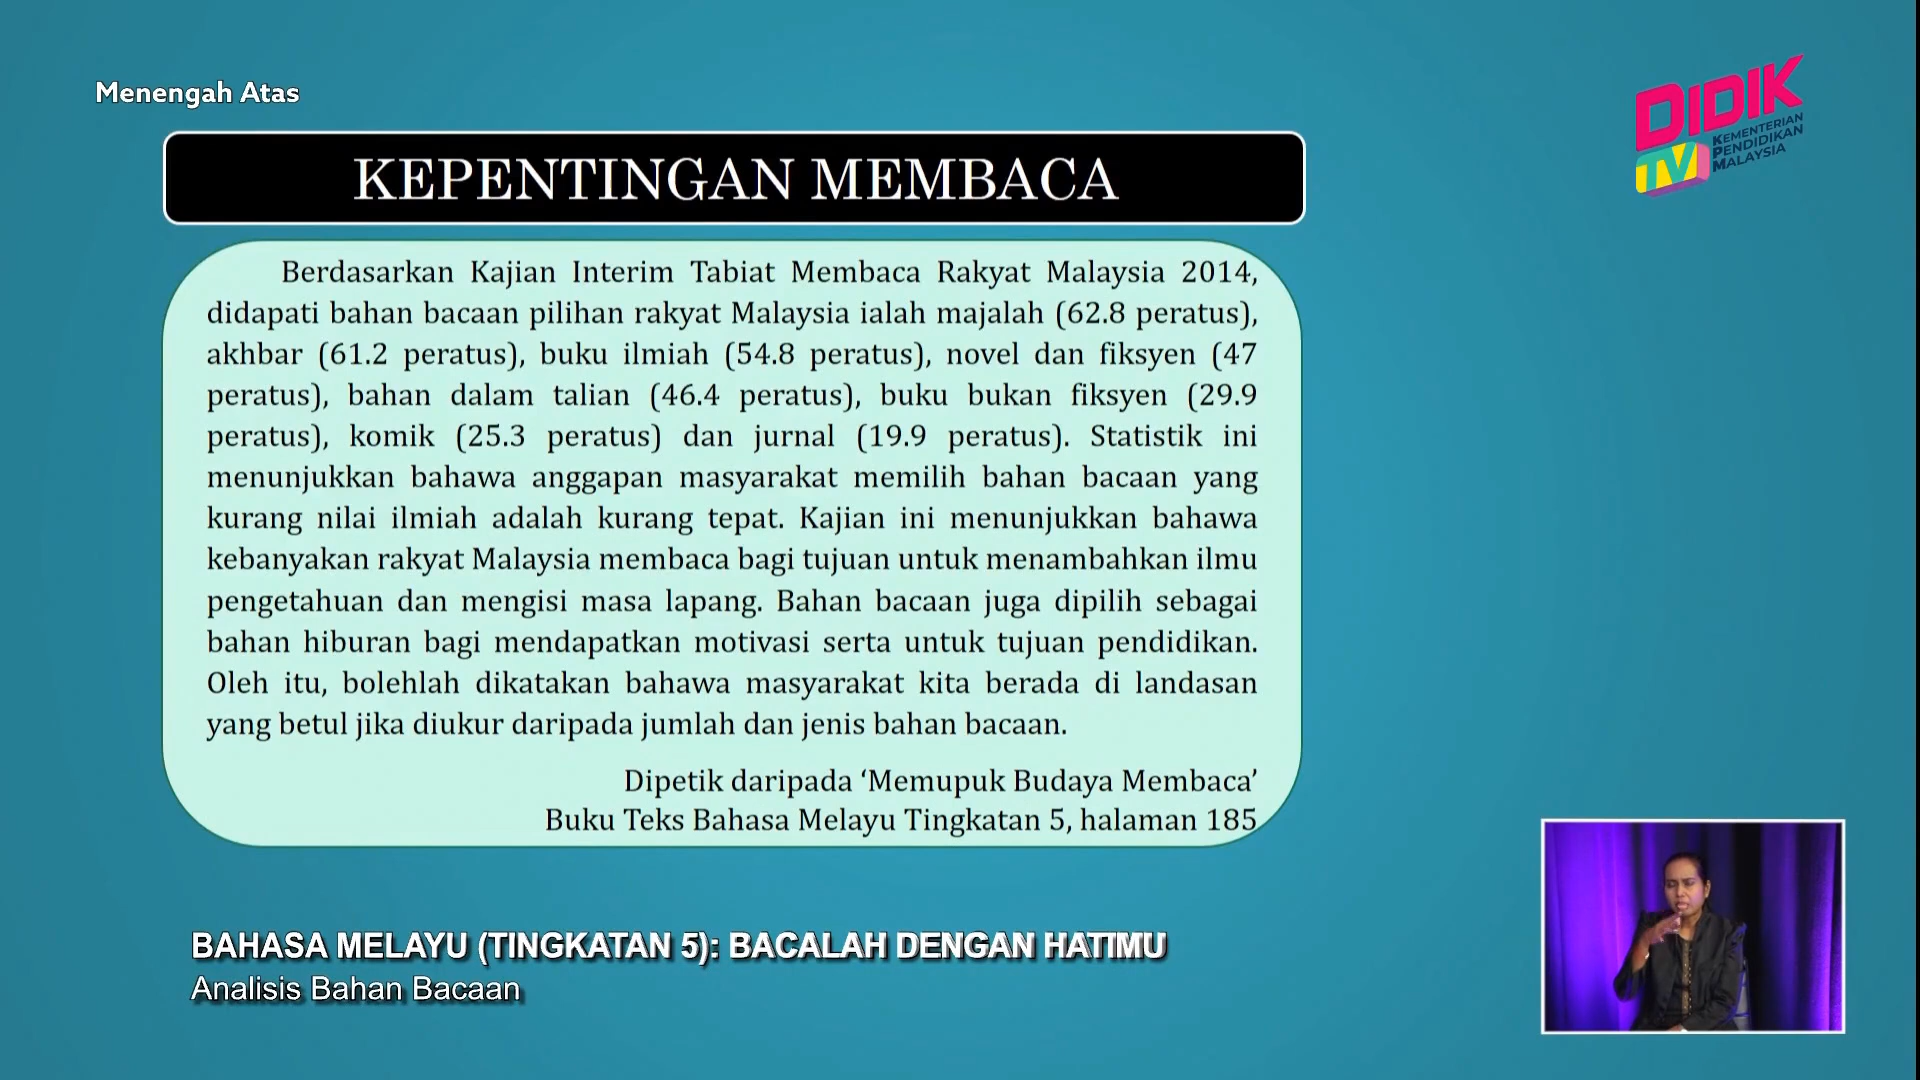 Menengah Atas
DIDIK
TV
KEMENTERIAN
PENDIDIKAN
MALAYSIA
KEPENTINGAN MEMBACA
Berdasarkan Kajian Interim Tabiat Membaca Rakyat Malaysia 2014,
didapati bahan bacaan pilihan rakyat Malaysia ialah majalah (62.8 peratus),
akhbar (61.2 peratus), buku ilmiah (54.8 peratus), novel dan fiksyen (47
peratus), bahan dalam talian (46.4 peratus), buku bukan fiksyen (29.9
peratus), komik (25.3 peratus) dan jurnal (19.9 peratus). Statistik ini
menunjukkan bahawa anggapan masyarakat memilih bahan bacaan yang
kurang nilai ilmiah adalah kurang tepat. Kajian ini menunjukkan bahawa
kebanyakan rakyat Malaysia membaca bagi tujuan untuk menambahkan ilmu
pengetahuan dan mengisi masa lapang. Bahan bacaan juga dipilih sebagai
bahan hiburan bagi mendapatkan motivasi serta untuk tujuan pendidikan.
Oleh itu, bolehlah dikatakan bahawa masyarakat kita berada di landasan
yang betul jika diukur daripada jumlah dan jenis bahan bacaan.
Dipetik daripada ‘Memupuk Budaya Membaca’
Buku Teks Bahasa Melayu Tingkatan 5, halaman 185
BAHASA MELAYU (TINGKATAN 5): BACALAH DENGAN HATIMU
Analisis Bahan Bacaan